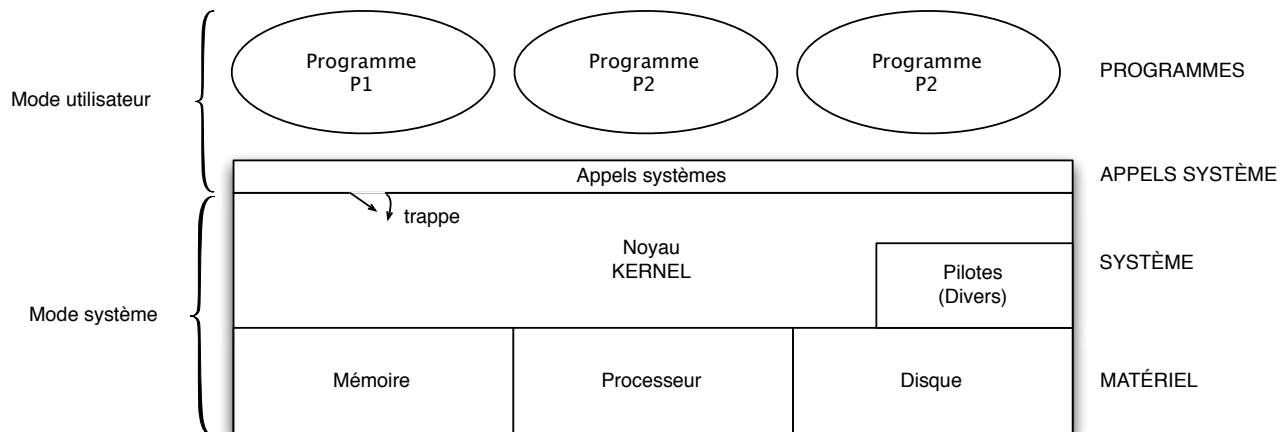 Mode utilisateur
Programme
P1
Programme
P2
Programme
P2
PROGRAMMES
Appels systèmes
APPELS SYSTÈME
trappe
Noyau
KERNEL
Pilotes
(Divers)
SYSTÈME
Mode système
Mémoire
Processeur
Disque
MATÉRIEL